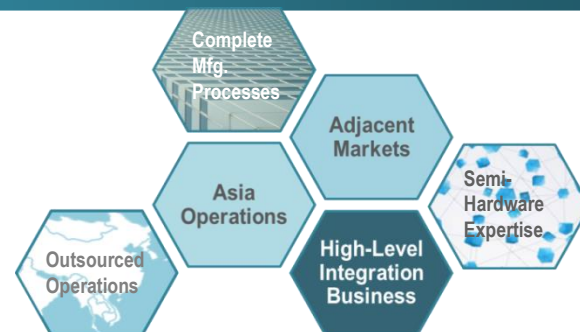 Complete
Mfg.
Processes
Adjacent
Markets
Asia
Operations
Semi-
Hardware
Expertise
Outsourced
Operations
High-Level
Integration
Business